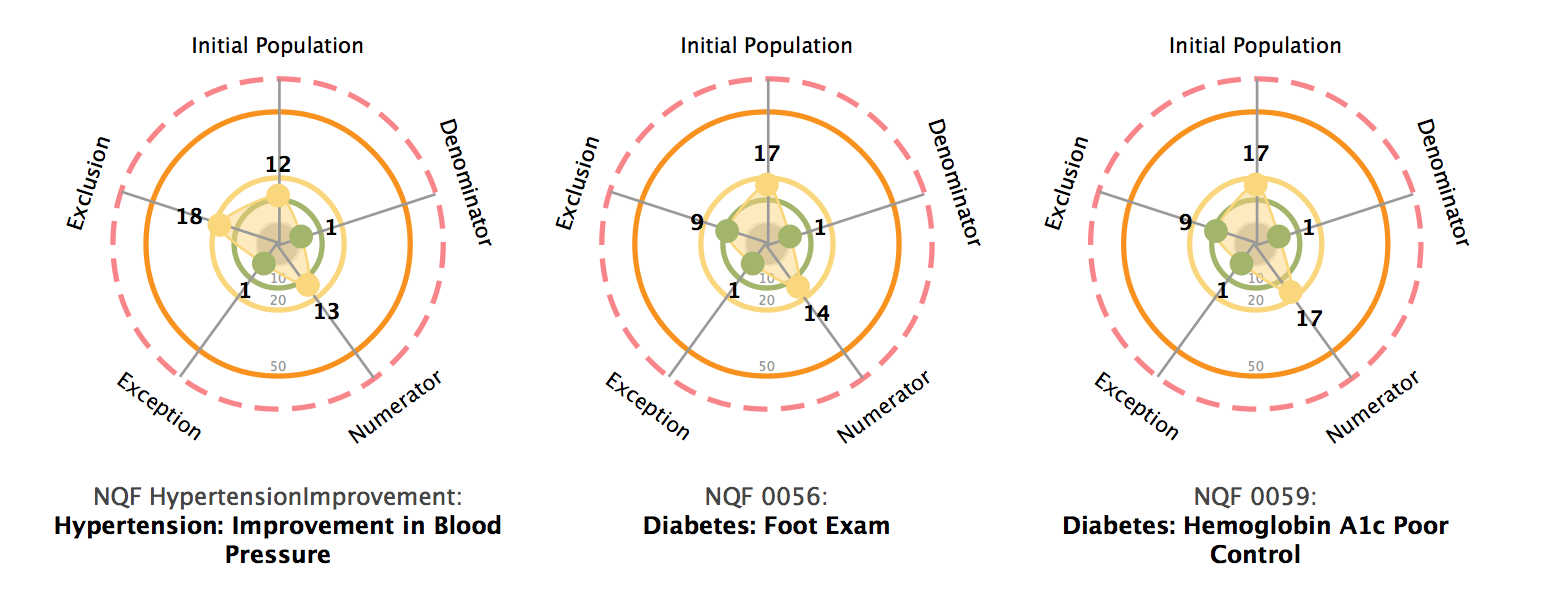 Initial Population
Denominator
Exclusion
12
1
18
10
1
20
13
50
Exception
Numerator
NQF HypertensionImprovement:
Hypertension: Improvement in Blood
Pressure
Initial Population
Denominator
Exclusion
17
1
9
10
1
20
14
50
Exception
Numerator
NQF 0056:
Diabetes: Foot Exam
Initial Population
Denominator
Exclusion
17
1
9
10
1
20
17
50
Exception
Numerator
NQF 0059:
Diabetes: Hemoglobin A1c Poor
Control